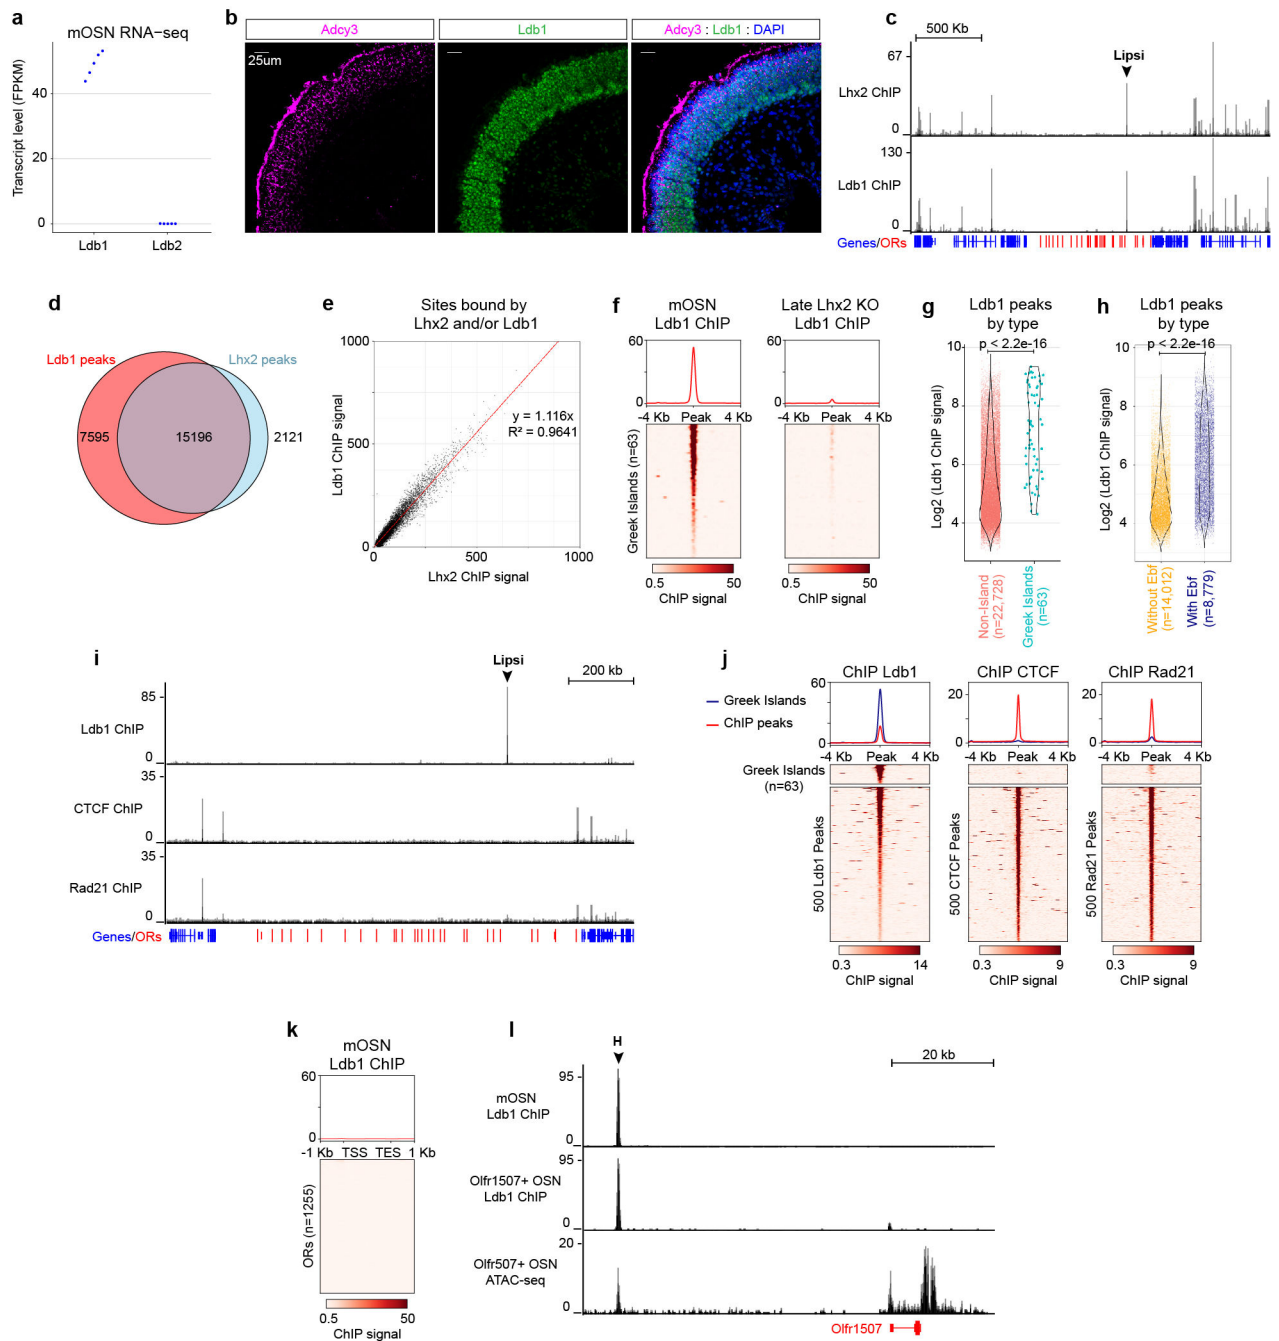 a
mOSN RNA−seq
Transcript level (FPKM)
40
20
0
Ldb1
Ldb2
b
Adcy3
Ldb1
Adcy3 : Ldb1 : DAPI
25um
c
500 Kb
67
Lipsi
Lhx2 ChIP
0
130
Ldb1 ChIP
0
Genes/ORs
d
Ldb1 peaks
Lhx2 peaks
7595
15196
2121
e
Sites bound by
Lhx2 and/or Ldb1
1000
y = 1.116x
R² = 0.9641
500
Ldb1 ChIP signal
0
0
500
1000
Lhx2 ChIP signal
f
mOSN
Ldb1 ChIP
Late Lhx2 KO
Ldb1 ChIP
60
0
-4 Kb Peak 4 Kb
-4 Kb Peak 4 Kb
Greek Islands (n=63)
0.5 50
0.5 50
ChIP signal
ChIP signal
g
Ldb1 peaks
by type
p < 2.2e-16
10
8
6
4
Log2 (Ldb1 ChIP signal)
Non-Island
(n=22,728)
Greek Islands
(n=63)
h
Ldb1 peaks
by type
p < 2.2e-16
10
8
6
4
Log2 (Ldb1 ChIP signal)
Without Ebf
(n=14,012)
With Ebf
(n=8,779)
i
Lipsi
200 kb
85
Ldb1 ChIP
0
35
CTCF ChIP
0
35
Rad21 ChIP
0
Genes/ORs
j
ChIP Ldb1
ChIP CTCF
ChIP Rad21
Greek Islands
ChIP peaks
60
0
20
0
20
0
-4 Kb Peak 4 Kb
-4 Kb Peak 4 Kb
-4 Kb Peak 4 Kb
Greek Islands
(n=63)
500 Ldb1 Peaks
500 CTCF Peaks
500 Rad21 Peaks
0.3 14
0.3 9
0.3 9
ChIP signal
ChIP signal
ChIP signal
k
mOSN
Ldb1 ChIP
60
0
-1 Kb TSS TES 1 Kb
ORs (n=1255)
0.5 50
ChIP signal
l
H
20 kb
95
mOSN
Ldb1 ChIP
0
95
Olfr1507+ OSN
Ldb1 ChIP
0
20
Olfr507+ OSN
ATAC-seq
0
Olfr1507